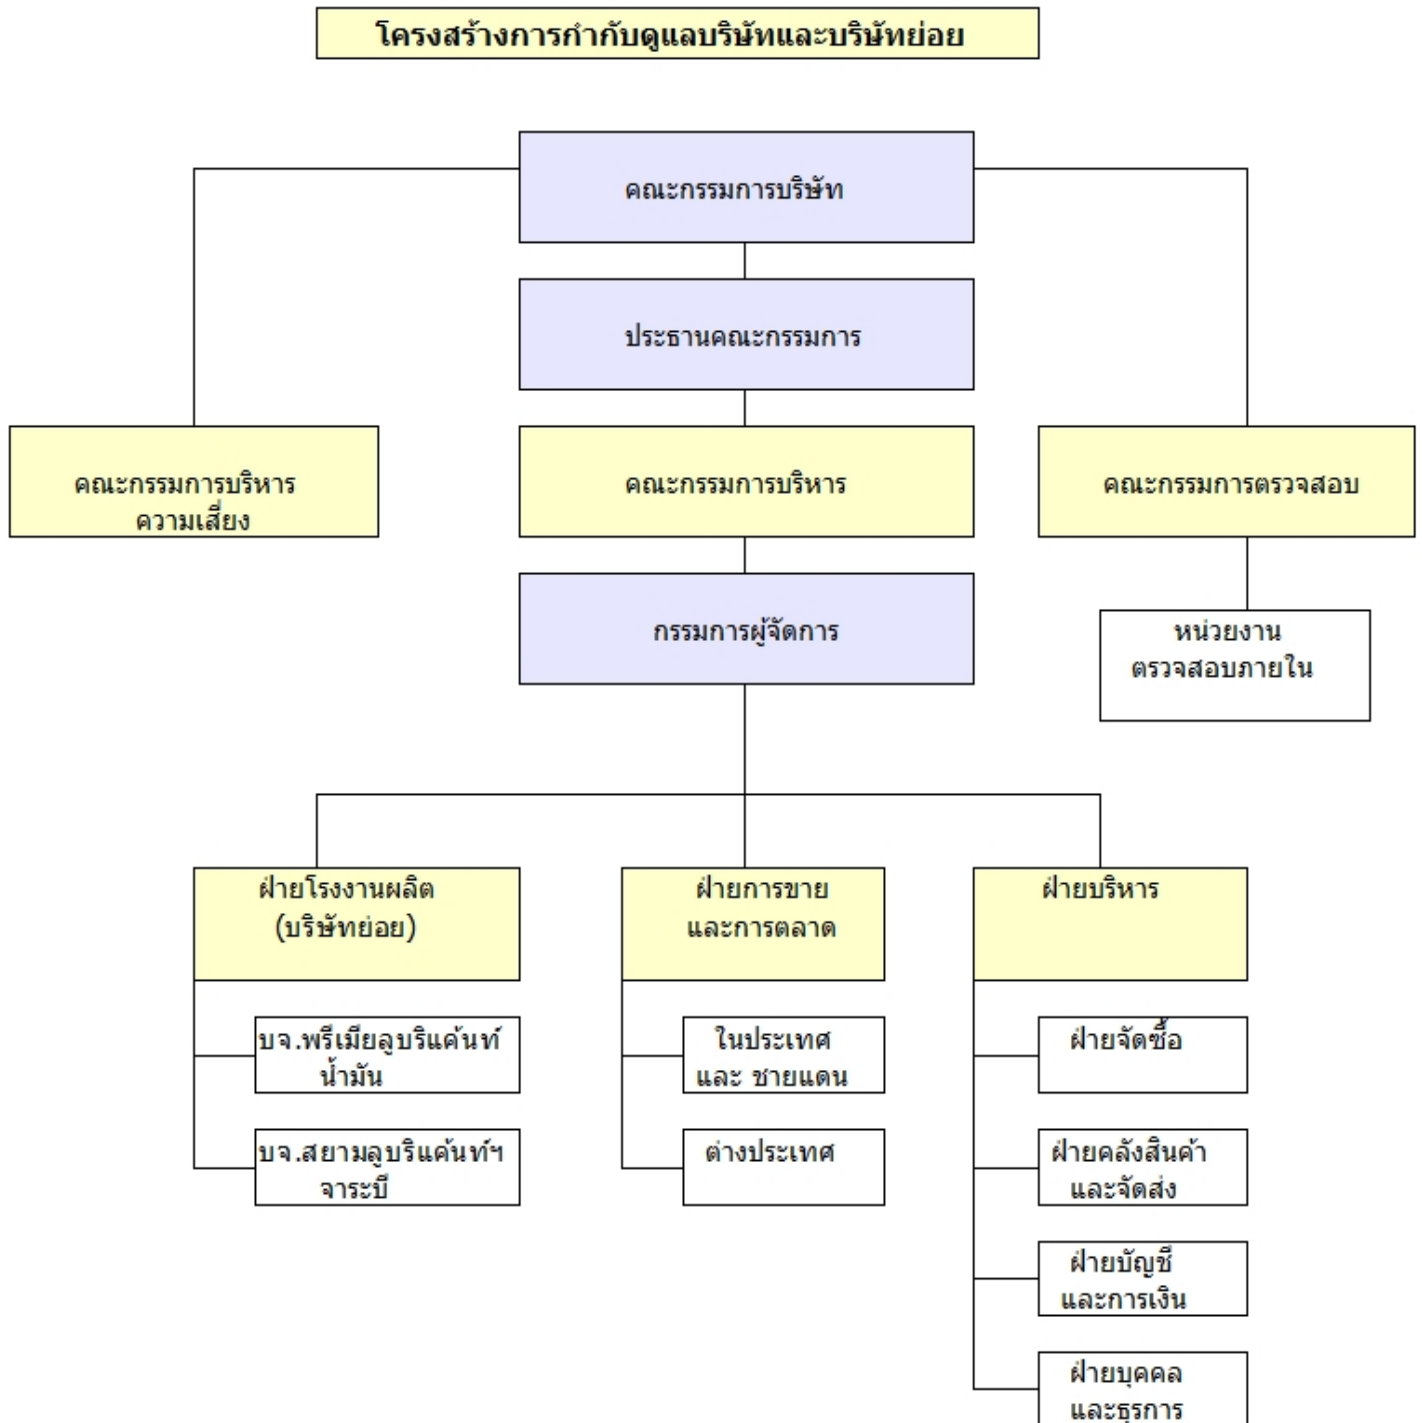 โครงสร้างการกำกับดูแลบริษัทและบริษัทย่อย
คณะกรรมการบริษัท
ประธานคณะกรรมการ
คณะกรรมการบริหาร
ความเสี่ยง
คณะกรรมการบริหาร
คณะกรรมการตรวจสอบ
กรรมการผู้จัดการ
หน่วยงาน
ตรวจสอบภายใน
ฝ่ายโรงงานผลิต
(บริษัทย่อย)
ฝ่ายการขาย
และการตลาด
ฝ่ายบริหาร
บจ.พรีเมียลูบริแค้นท์
น้ำมัน
ในประเทศ
และ ชายแดน
ฝ่ายจัดซื้อ
บจ.สยามลูบริแค้นท์ฯ
จาระบี
ต่างประเทศ
ฝ่ายคลังสินค้า
และจัดส่ง
ฝ่ายบัญชี
และการเงิน
ฝ่ายบุคคล
และธุรการ